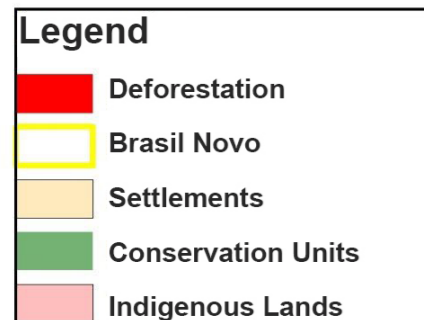 Legend
Deforestation
Brasil Novo
Settlements
Conservation Units
Indigenous Lands